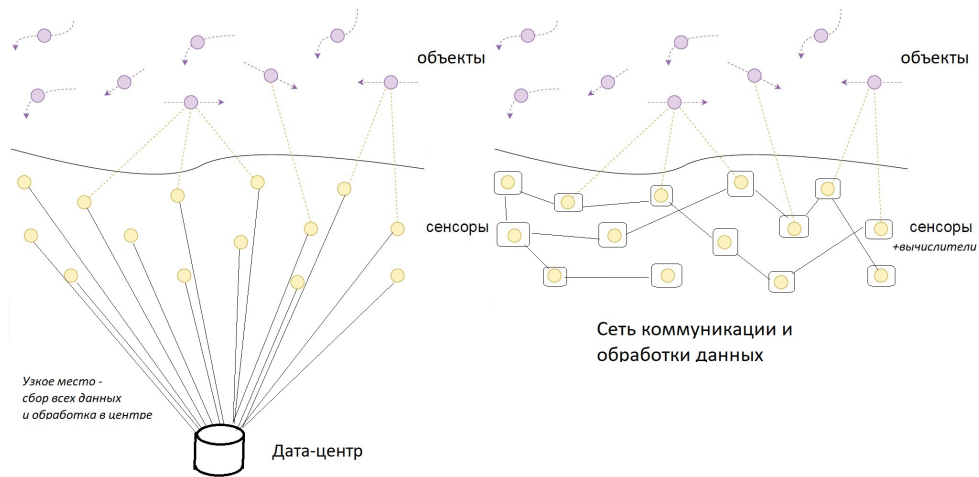 объекты
сенсоры
Узкое место -
сбор всех данных
и обработка в центре
Дата-центр
объекты
сенсоры
+вычислители
Сеть коммуникации и
обработки данных